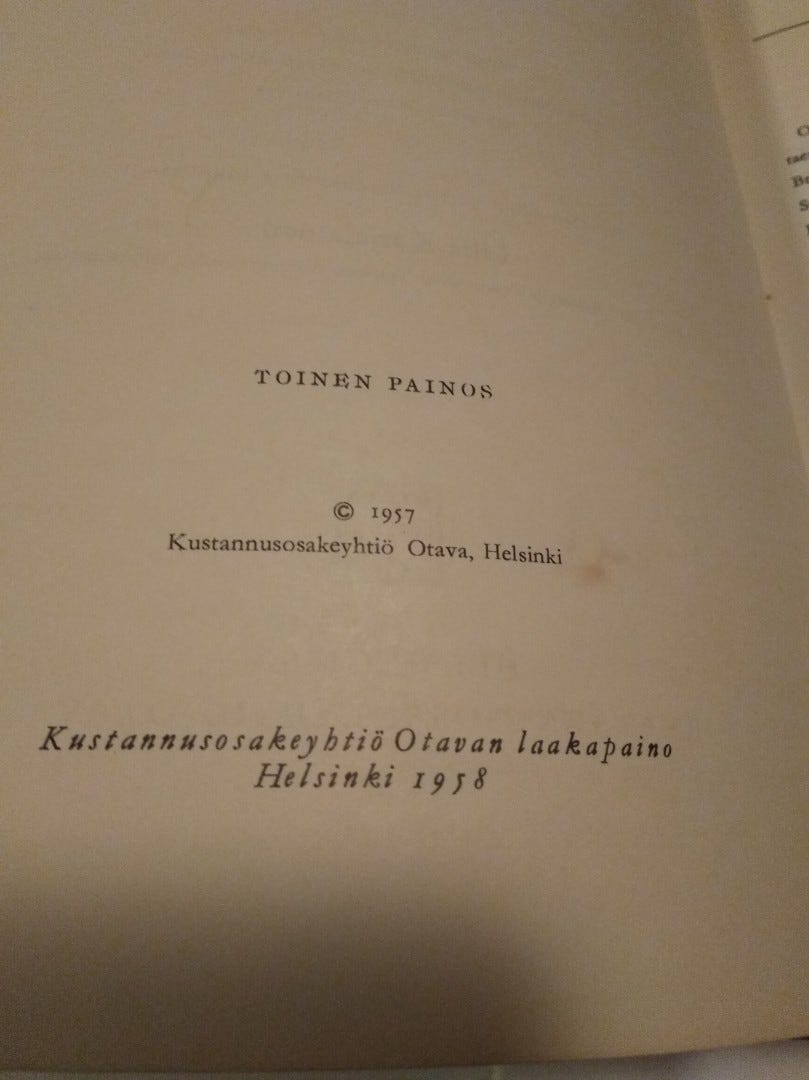 TOINEN PAINOS
© 1957
Kustannusosakeyhtiö Otava, Helsinki
Kustannusosakeyhtiö Otavan laakapaino
Helsinki 1958